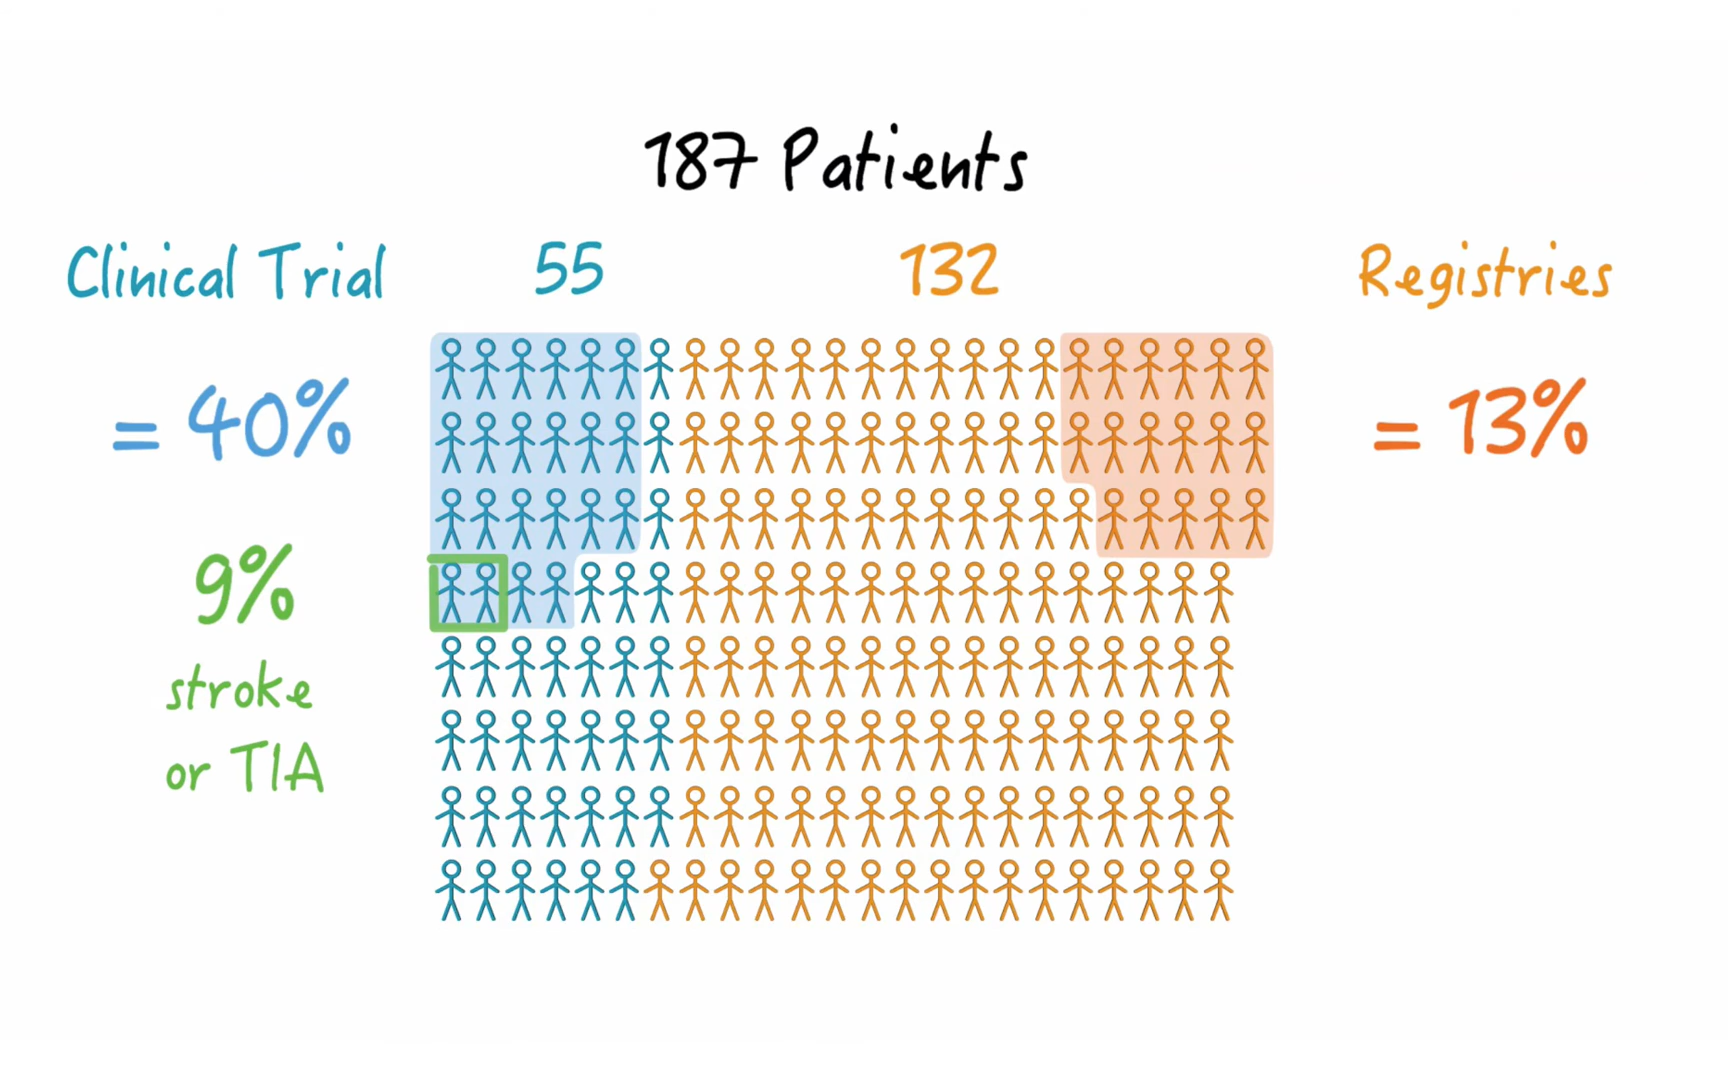 187 Patients
Clinical Trial
55
132
Registries
= 40%
= 13%
9%
stroke
or TIA